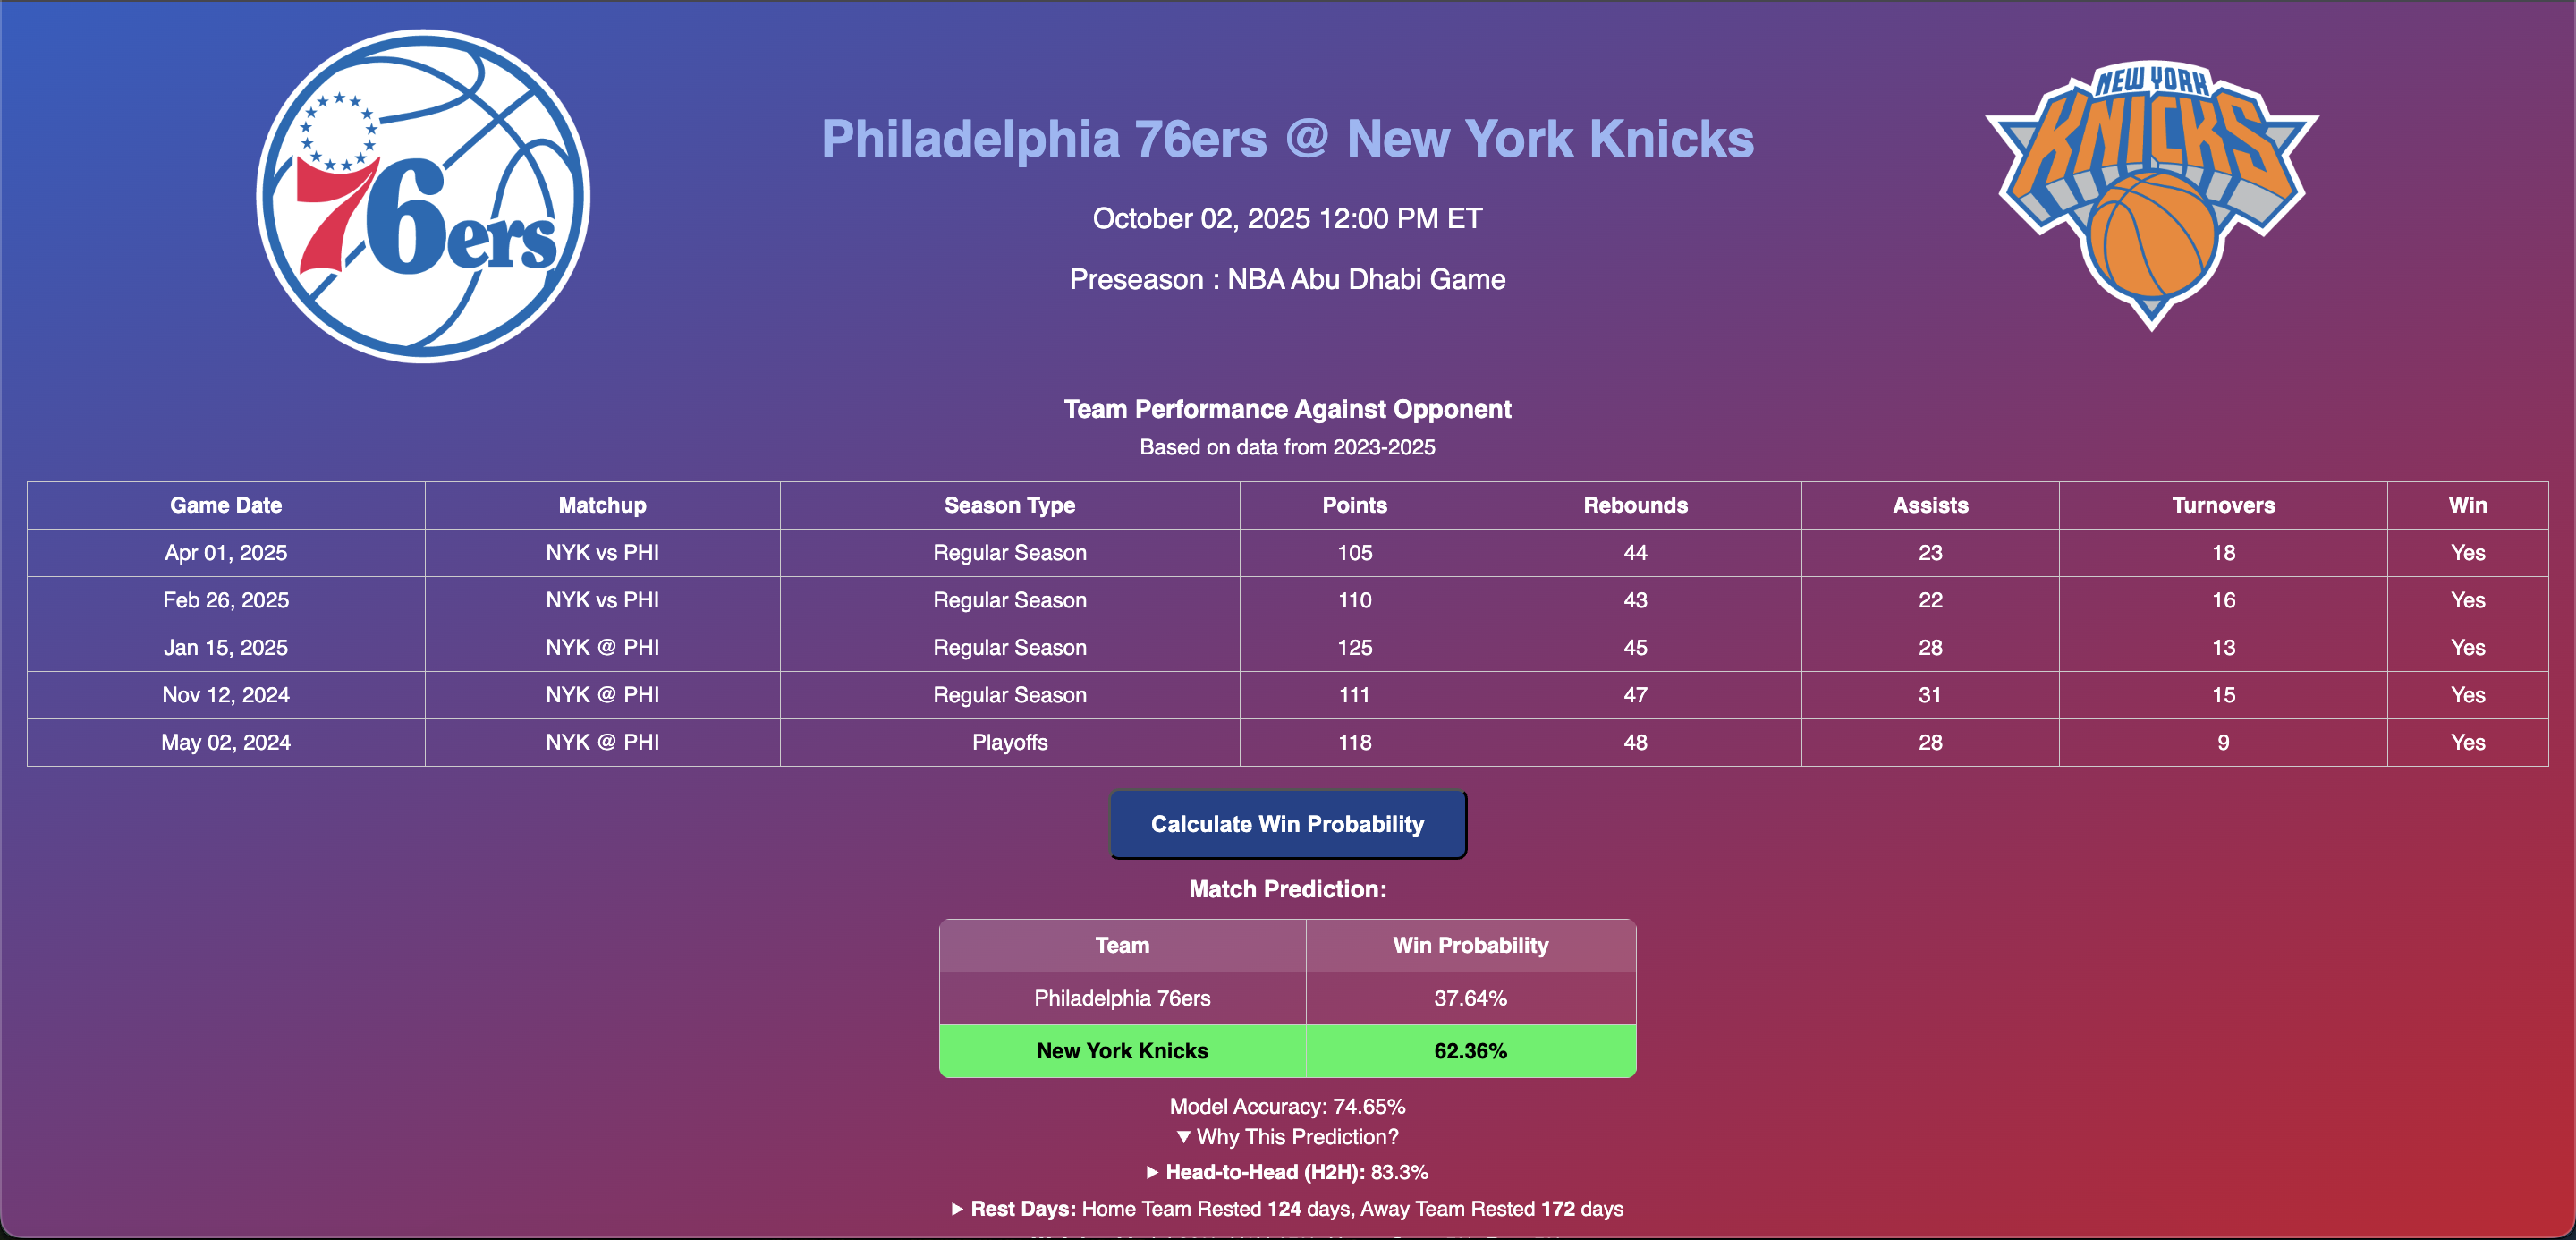 76ers
NEW YORK
KNICKS
Philadelphia 76ers @ New York Knicks
October 02, 2025 12:00 PM ET
Preseason : NBA Abu Dhabi Game
Team Performance Against Opponent
Based on data from 2023-2025
Game Date Matchup Season Type Points Rebounds Assists Turnovers Win
Apr 01, 2025 NYK vs PHI Regular Season 105 44 23 18 Yes
Feb 26, 2025 NYK vs PHI Regular Season 110 43 22 16 Yes
Jan 15, 2025 NYK @ PHI Regular Season 125 45 28 13 Yes
Nov 12, 2024 NYK @ PHI Regular Season 111 47 31 15 Yes
May 02, 2024 NYK @ PHI Playoffs 118 48 28 9 Yes
Calculate Win Probability
Match Prediction:
Team Win Probability
Philadelphia 76ers 37.64%
New York Knicks 62.36%
Model Accuracy: 74.65%
▼ Why This Prediction?
▶ Head-to-Head (H2H): 83.3%
▶ Rest Days: Home Team Rested 124 days, Away Team Rested 172 days